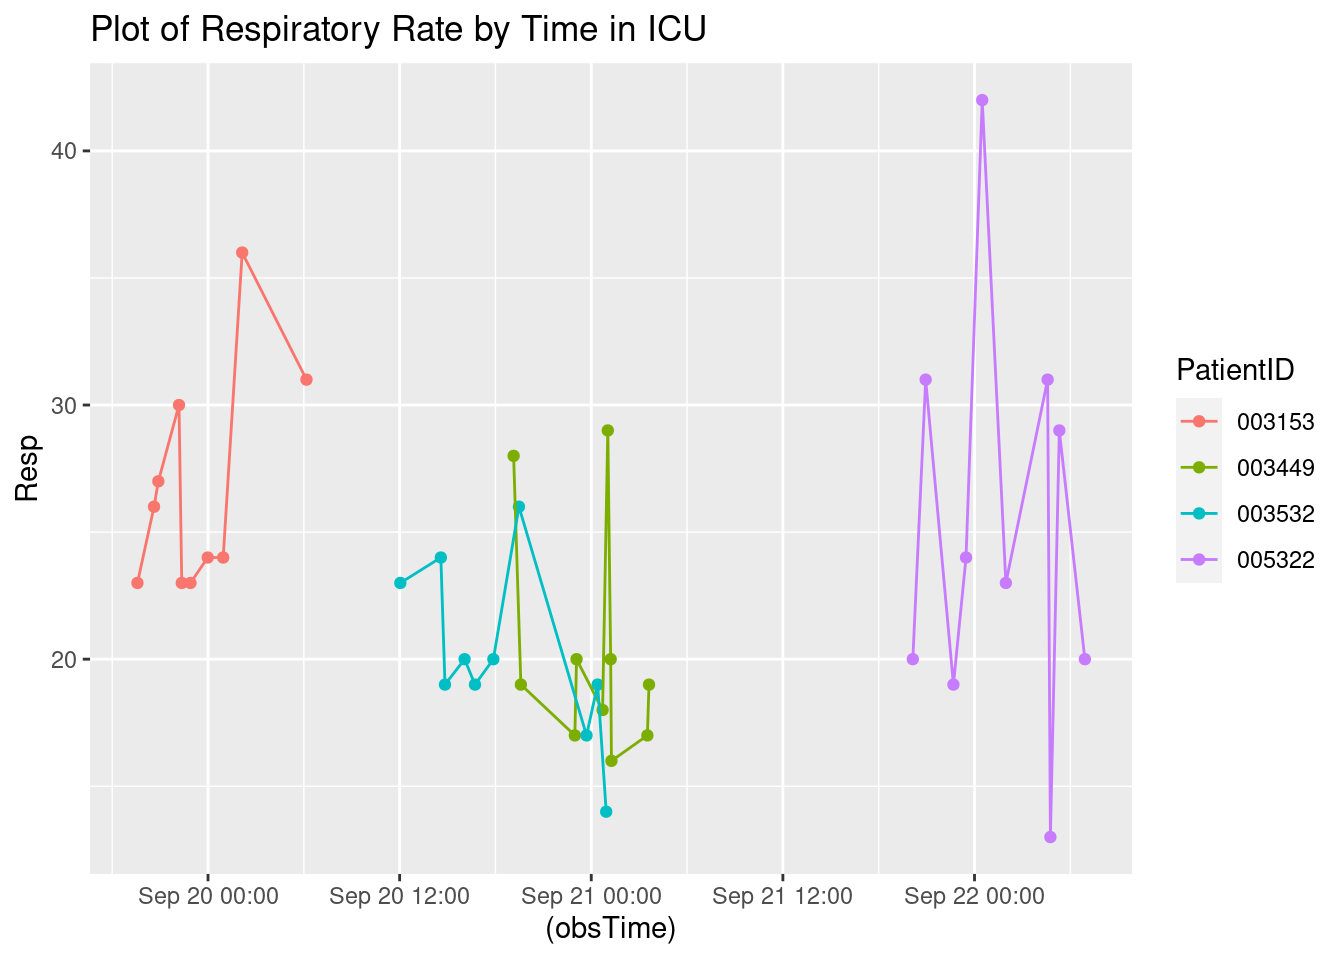 Plot of Respiratory Rate by Time in ICU
40
30
20
Resp
Sep 20 00:00 Sep 20 12:00 Sep 21 00:00 Sep 21 12:00 Sep 22 00:00
(obsTime)
PatientID
003153
003449
003532
005322